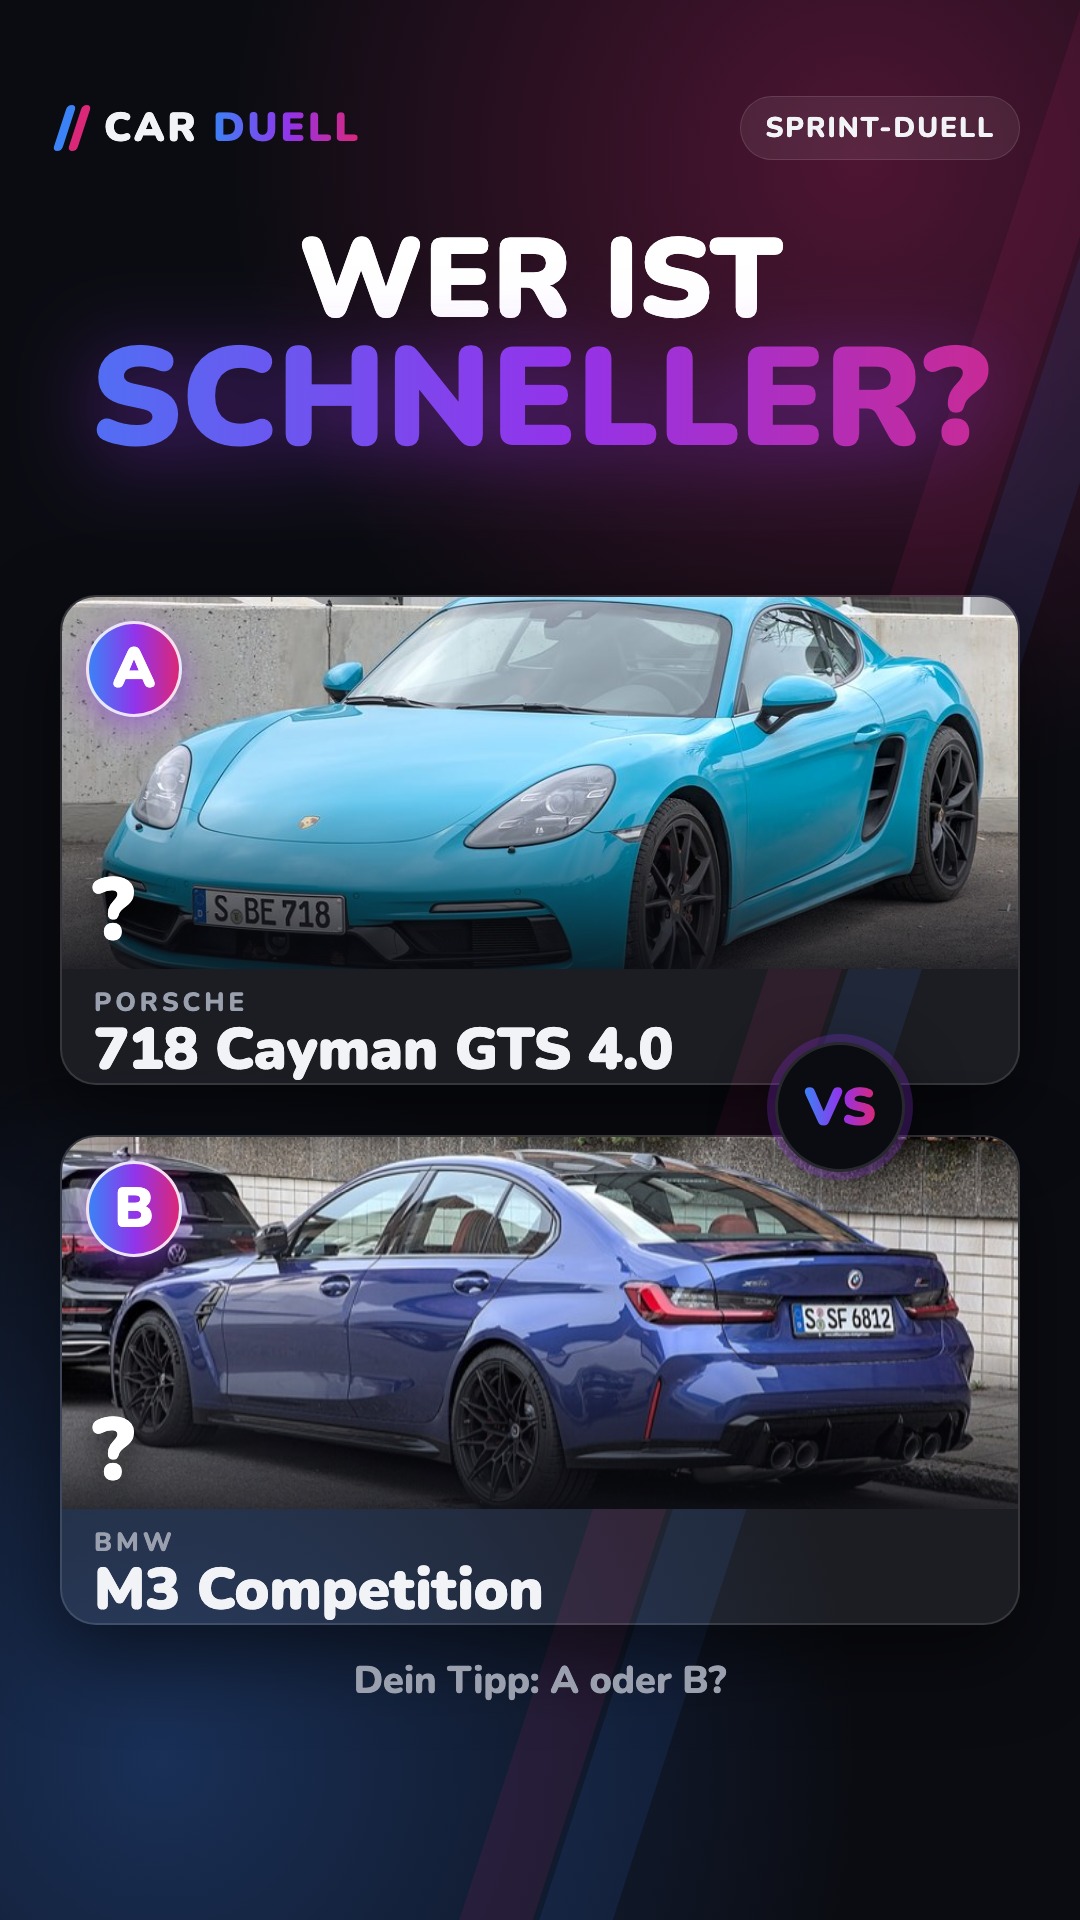 // CAR DUELL
SPRINT-DUELL
WER IST
SCHNELLER?
A
?
S BE 718
PORSCHE
718 Cayman GTS 4.0
VS
B
S SF 6812
?
BMW
M3 Competition
Dein Tipp: A oder B?